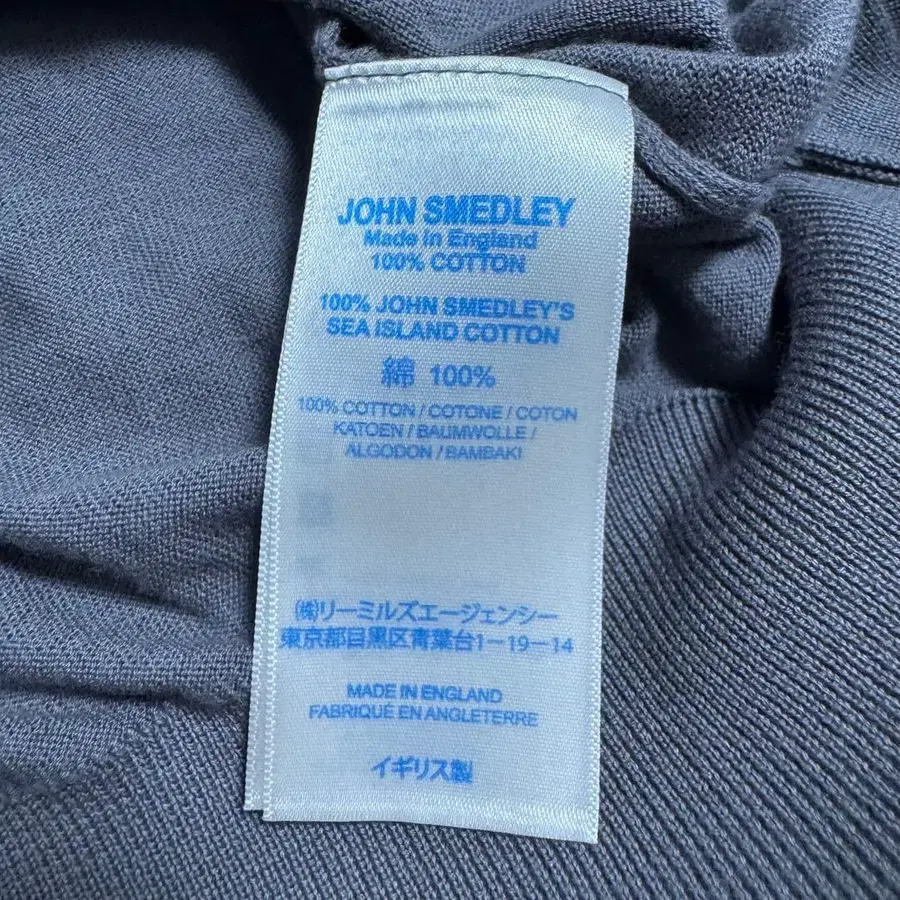 JOHN SMEDLEY
Made in England
100% COTTON
100% JOHN SMEDLEY'S
SEA ISLAND COTTON
綿 100%
100% COTTON / COTONE / COTON
KATOEN / BAUMWOLLE /
ALGODON / BAMBAKI
㈱リーミルズエージェンシー
東京都目黒区青葉台1-19-14
MADE IN ENGLAND
FABRIQUÉ EN ANGLETERRE
イギリス製